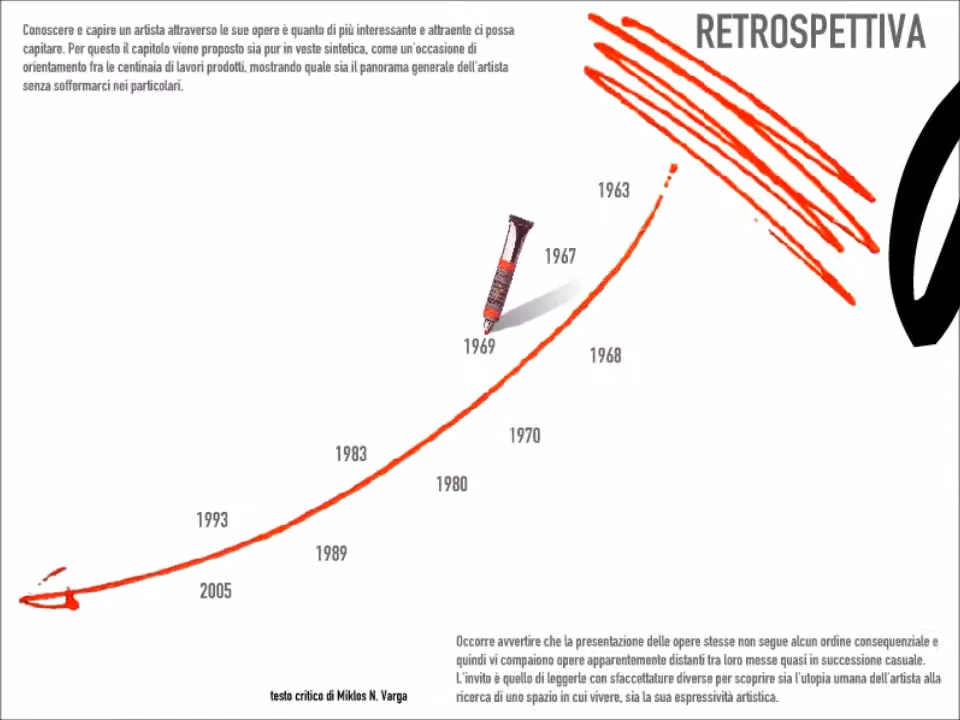 RETROSPETTIVA
Conoscere e capire un artista attraverso le sue opere è quanto di più interessante e attraente ci possa
capitare. Per questo il capitolo viene proposto sia pur in veste sintetica, come un'occasione di
orientamento fra le centinaia di lavori prodotti, mostrando quale sia il panorama generale dell'artista
senza soffermarci nei particolari.
1963
1967
1969
1968
1970
1983
1980
1993
1989
2005
Occorre avvertire che la presentazione delle opere stesse non segue alcun ordine consequenziale e
quindi vi compaiono opere apparentemente distanti tra loro messe quasi in successione casuale.
L'invito è quello di leggerle con sfaccettature diverse per scoprire sia l'utopia umana dell'artista alla
ricerca di uno spazio in cui vivere, sia la sua espressività artistica.
testo critico di Miklos N. Varga